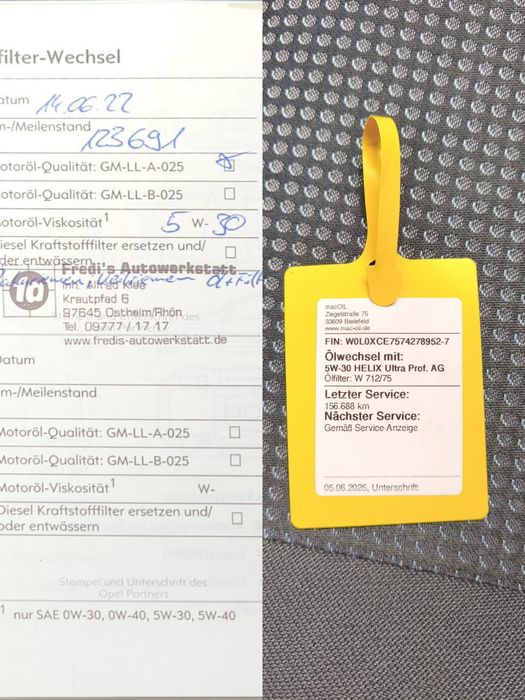 filter-Wechsel
atum 14.06.22
m-/Meilenstand
123691
otoröl-Qualität: GM-LL-A-025
otoröl-Qualität: GM-LL-B-025
otoröl-Viskosität1 5 W- 30
iesel Kraftstofffilter ersetzen und/
der entwässern
10
Fredi's Autowerkstatt
Inh. Alfred
Krautpfad 6
97645 Ostheim/Rhön
Tel. 09777 / 17 17
www.fredis-autowerkstatt.de
Datum
m-/Meilenstand
Motoröl-Qualität: GM-LL-A-025
Motoröl-Qualität: GM-LL-B-025
Motoröl-Viskosität1 W-
Diesel Kraftstofffilter ersetzen und/
oder entwässern
Stempel und Unterschrift des
Opel Partners
1 nur SAE 0W-30, 0W-40, 5W-30, 5W-40
macOIL
Ziegelstraße 75
33609 Bielefeld
www.mac-oil.de
FIN: W0L0XCE7574278952-7
Ölwechsel mit:
5W-30 HELIX Ultra Prof. AG
Ölfilter: W 712/75
Letzter Service:
156.688 km
Nächster Service:
Gemäß Service-Anzeige
05.06.2025, Unterschrift: